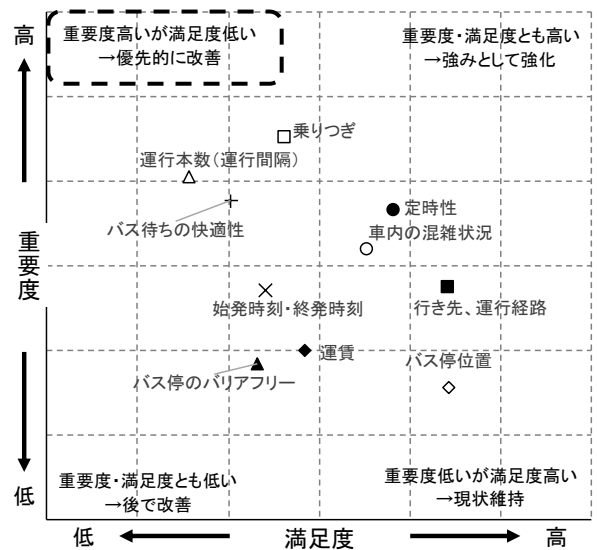 高
重要度高いが満足度低い
→優先的に改善
重要度・満足度とも高い
→強みとして強化
乗りつぎ
運行本数(運行間隔)
定時性
バス待ちの快適性
車内の混雑状況
重要度
始発時刻・終発時刻
行き先、運行経路
運賃
バス停位置
バス停のバリアフリー
重要度・満足度とも低い
→後で改善
重要度低いが満足度高い
→現状維持
低
低
満足度
高